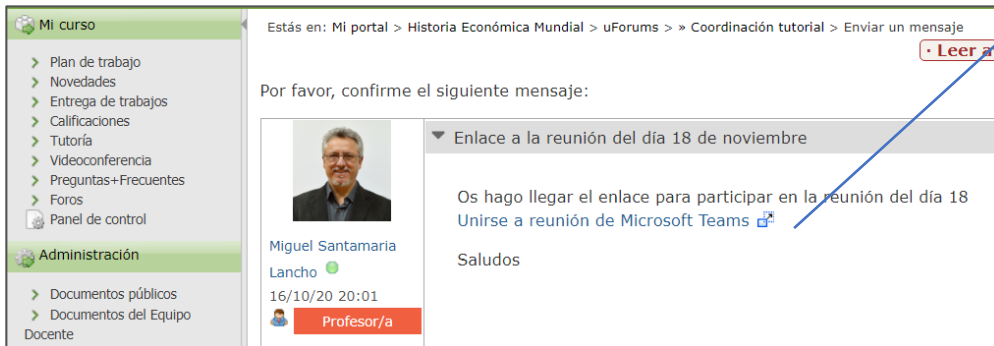 Mi curso
> Plan de trabajo
> Novedades
> Entrega de trabajos
> Calificaciones
> Tutoría
> Videoconferencia
> Preguntas+Frecuentes
> Foros
Panel de control
Administración
> Documentos públicos
> Documentos del Equipo
Docente
Estás en: Mi portal > Historia Económica Mundial > uForums > » Coordinación tutorial > Enviar un mensaje
· Leer a
Por favor, confirme el siguiente mensaje:
Miguel Santamaria
Lancho
16/10/20 20:01
Profesor/a
Enlace a la reunión del día 18 de noviembre
Os hago llegar el enlace para participar en la reunión del día 18
Unirse a reunión de Microsoft Teams
Saludos